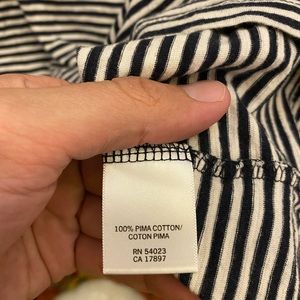 100% PIMA COTTON/
COTON PIMA
RN 54023
CA 17897